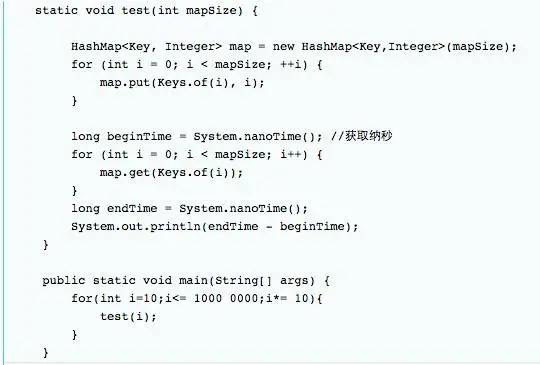 static void test(int mapSize) {
HashMap<Key, Integer> map = new HashMap<Key,Integer>(mapSize);
for (int i = 0; i < mapSize; ++i) {
map.put(Keys.of(i), i);
}
long beginTime = System.nanoTime(); //获取纳秒
for (int i = 0; i < mapSize; i++) {
map.get(Keys.of(i));
}
long endTime = System.nanoTime();
System.out.println(endTime - beginTime);
}
public static void main(String[] args) {
for(int i=10;i<= 1000 0000;i*= 10){
test(i);
}
}